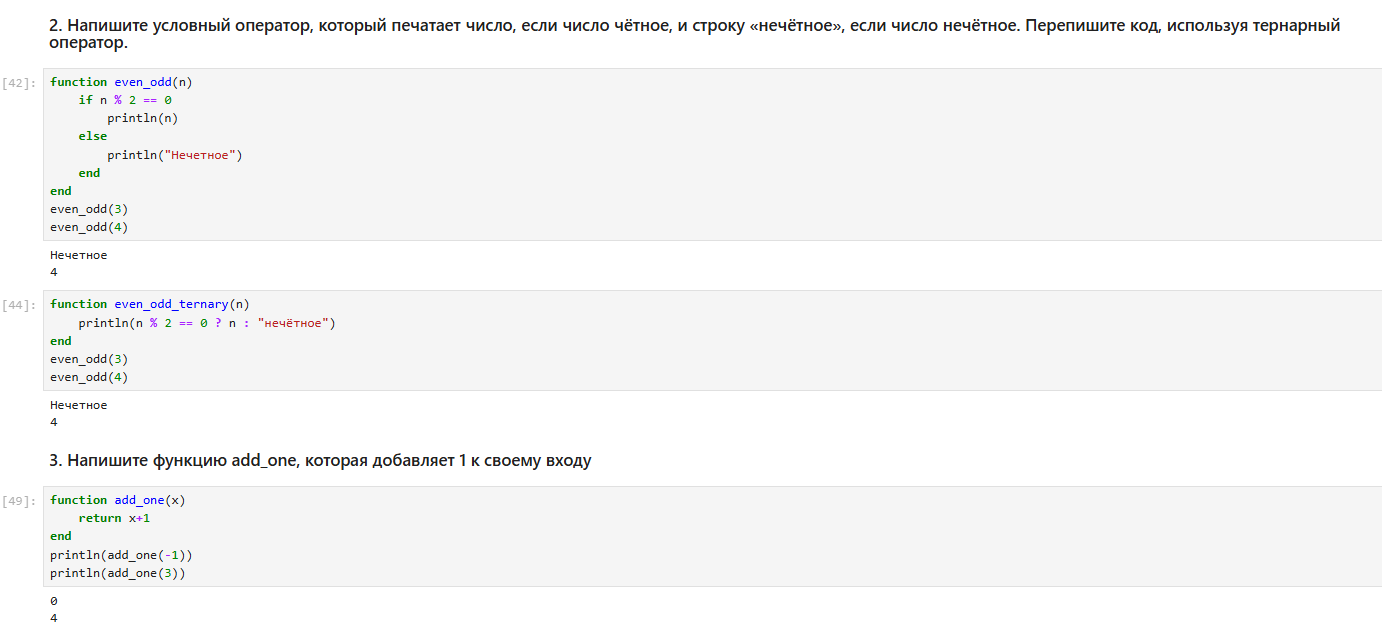 2. Напишите условный оператор, который печатает число, если число чётное, и строку «нечётное», если число нечётное. Перепишите код, используя тернарный
оператор.
[42]: function even_odd(n)
    if n % 2 == 0
        println(n)
    else
        println("Нечетное")
    end
end
even_odd(3)
even_odd(4)
Нечетное
4
[44]: function even_odd_ternary(n)
    println(n % 2 == 0 ? n : "нечётное")
end
even_odd(3)
even_odd(4)
Нечетное
4
3. Напишите функцию add_one, которая добавляет 1 к своему входу
[49]: function add_one(x)
    return x+1
end
println(add_one(-1))
println(add_one(3))
0
4